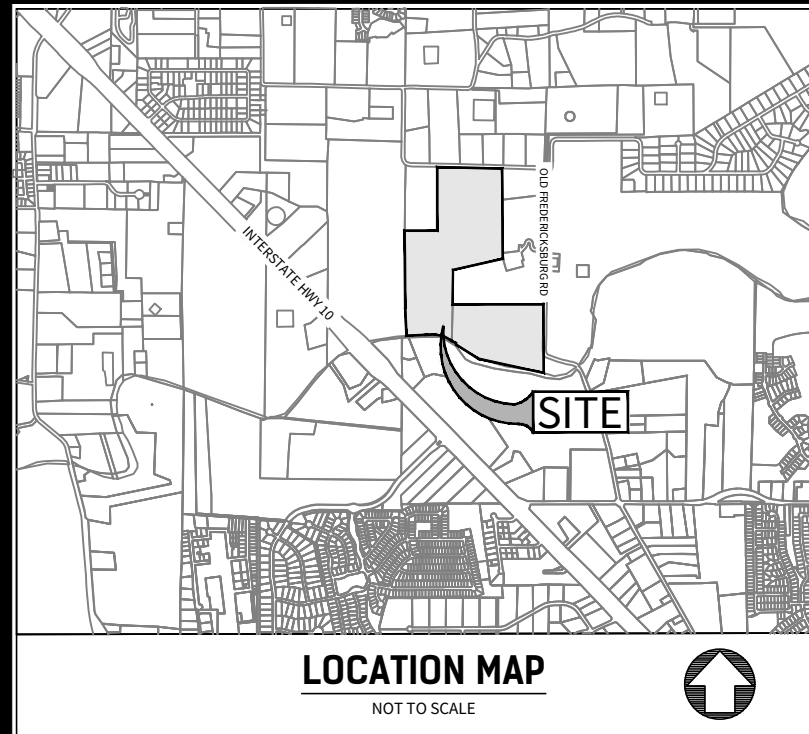 OLD FREDERICKSBURG RD
INTERSTATE HWY 10
SITE
LOCATION MAP
NOT TO SCALE